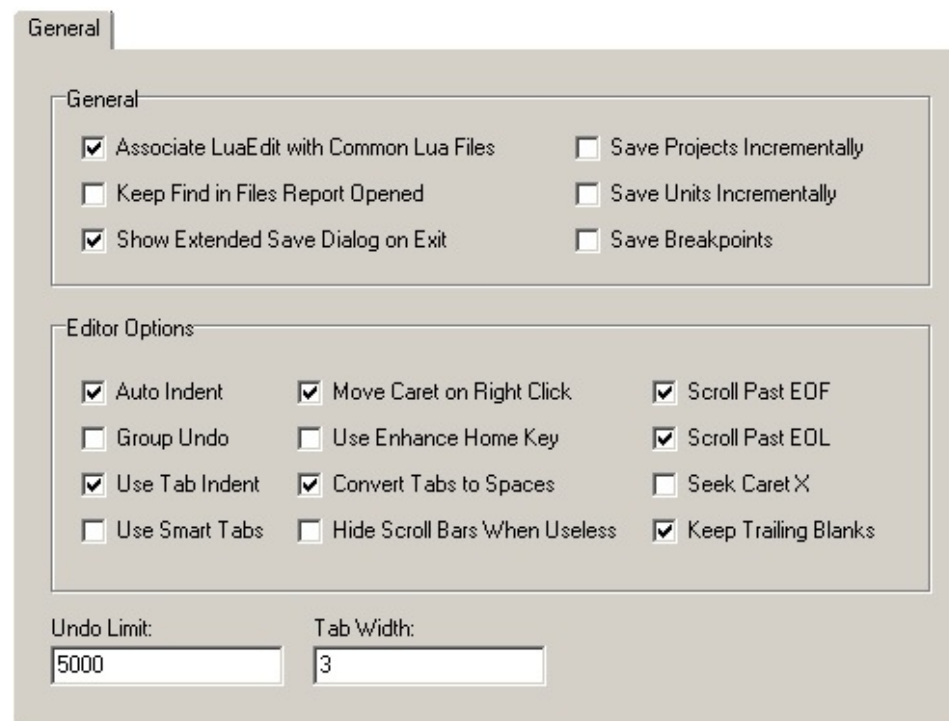 General
General
Associate LuaEdit with Common Lua Files
Save Projects Incrementally
Keep Find in Files Report Opened
Save Units Incrementally
Show Extended Save Dialog on Exit
Save Breakpoints
Editor Options
Auto Indent
Move Caret on Right Click
Scroll Past EOF
Group Undo
Use Enhance Home Key
Scroll Past EOL
Use Tab Indent
Convert Tabs to Spaces
Seek Caret X
Use Smart Tabs
Hide Scroll Bars When Useless
Keep Trailing Blanks
Undo Limit:
Tab Width:
5000
3